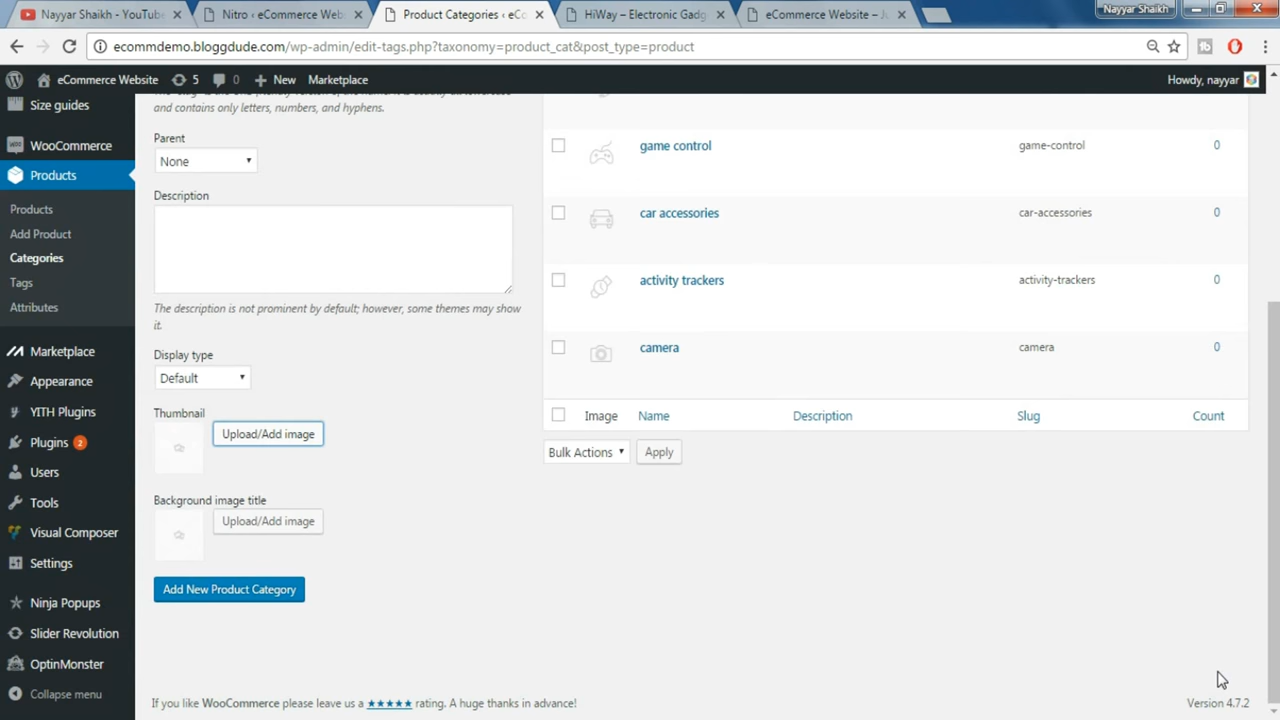 Nayyar Shaikh - YouTube
Nitro ‹ eCommerce Webs
Product Categories ‹ eCo
HiWay – Electronic Gadg
eCommerce Website – Ju
Nayyar Shaikh
ecommdemo.bloggdude.com/wp-admin/edit-tags.php?taxonomy=product_cat&post_type=product
eCommerce Website
5
0
New
Marketplace
Howdy, nayyar
Size guides
WooCommerce
Products
Products
Add Product
Categories
Tags
Attributes
Marketplace
Appearance
YITH Plugins
Plugins 2
Users
Tools
Visual Composer
Settings
Ninja Popups
Slider Revolution
OptinMonster
Collapse menu
and contains only letters, numbers, and hyphens.
Parent
None
Description
The description is not prominent by default; however, some themes may show
it.
Display type
Default
Thumbnail
Upload/Add image
Background image title
Upload/Add image
Add New Product Category
game control game-control 0
car accessories car-accessories 0
activity trackers activity-trackers 0
camera camera 0
Image Name Description Slug Count
Bulk Actions Apply
If you like WooCommerce please leave us a ★★★★★ rating. A huge thanks in advance!
Version 4.7.2